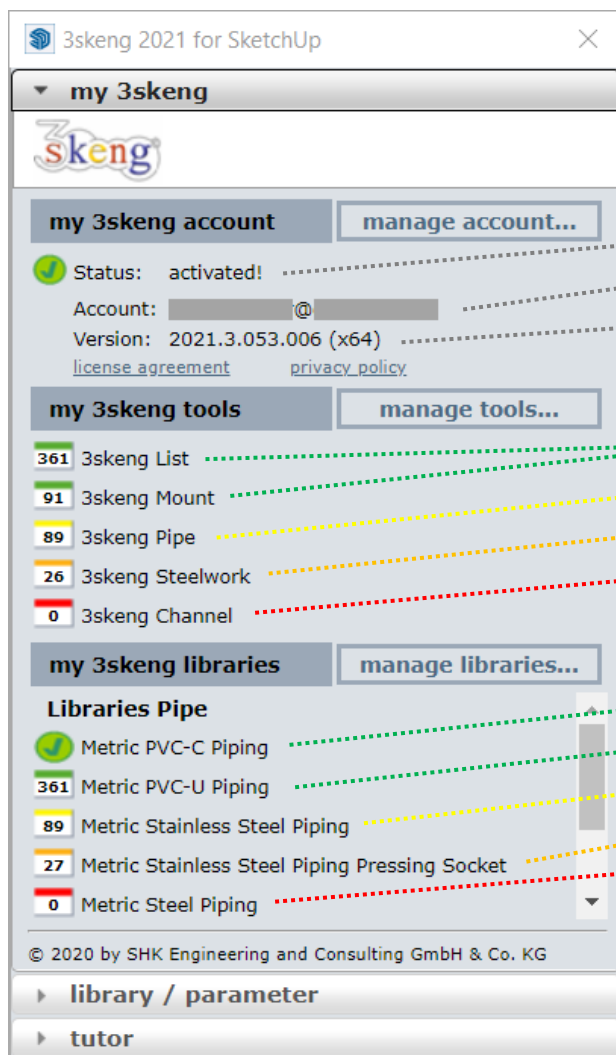 3skeng 2021 for SketchUp
my 3skeng
3skeng
my 3skeng account manage account...
Status: activated!
Account: @
Version: 2021.3.053.006 (x64)
license agreement privacy policy
my 3skeng tools manage tools...
361 3skeng List
91 3skeng Mount
89 3skeng Pipe
26 3skeng Steelwork
0 3skeng Channel
my 3skeng libraries manage libraries...
Libraries Pipe
Metric PVC-C Piping
361 Metric PVC-U Piping
89 Metric Stainless Steel Piping
27 Metric Stainless Steel Piping Pressing Socket
0 Metric Steel Piping
© 2020 by SHK Engineering and Consulting GmbH & Co. KG
library / parameter
tutor